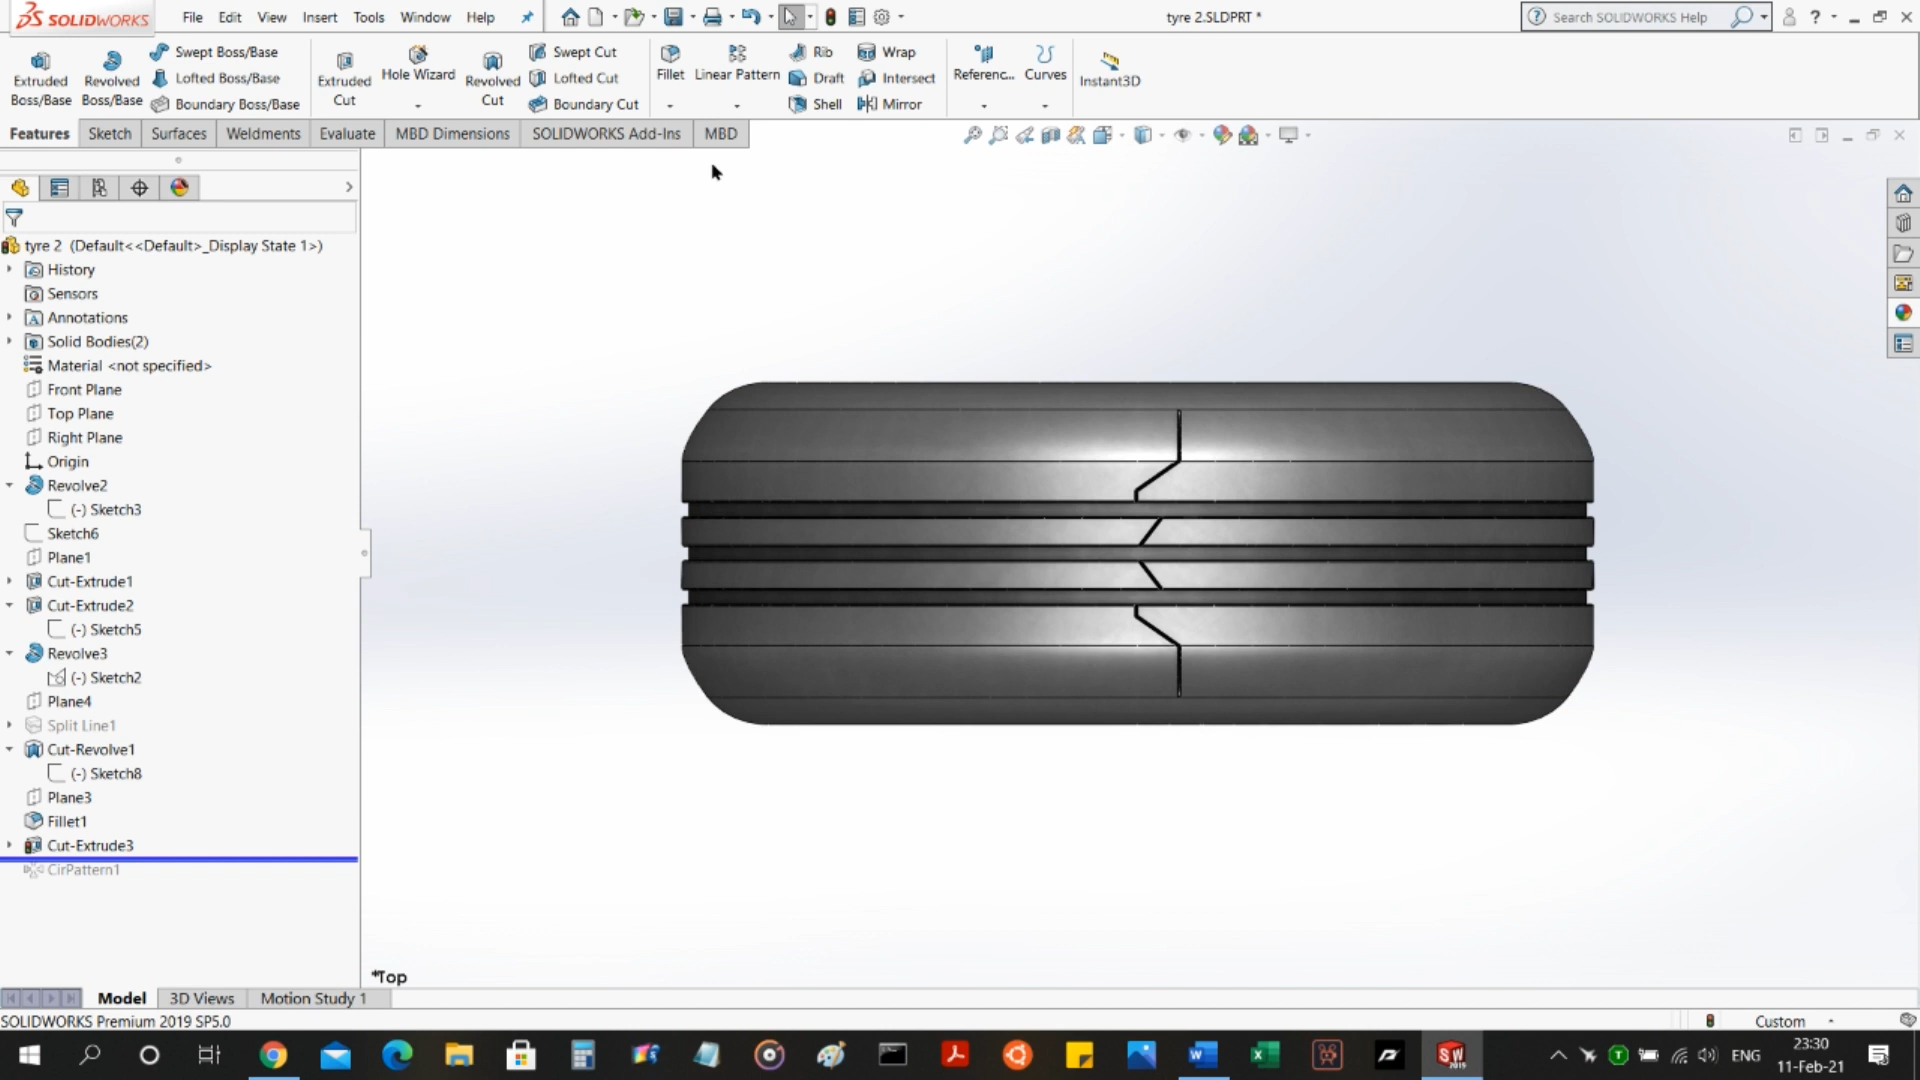 SOLIDWORKS File Edit View Insert Tools Window Help tyre 2.SLDPRT * Search SOLIDWORKS Help
Extruded Boss/Base
Revolved Boss/Base
Swept Boss/Base
Lofted Boss/Base
Boundary Boss/Base
Extruded Cut
Hole Wizard
Revolved Cut
Swept Cut
Lofted Cut
Boundary Cut
Fillet
Linear Pattern
Rib
Draft
Shell
Wrap
Intersect
Mirror
Referenc...
Curves
Instant3D
Features Sketch Surfaces Weldments Evaluate MBD Dimensions SOLIDWORKS Add-Ins MBD
tyre 2 (Default<<Default>_Display State 1>)
History
Sensors
Annotations
Solid Bodies(2)
Material <not specified>
Front Plane
Top Plane
Right Plane
Origin
Revolve2
(-) Sketch3
Sketch6
Plane1
Cut-Extrude1
Cut-Extrude2
(-) Sketch5
Revolve3
(-) Sketch2
Plane4
Split Line1
Cut-Revolve1
(-) Sketch8
Plane3
Fillet1
Cut-Extrude3
CirPattern1
*Top
Model 3D Views Motion Study 1
SOLIDWORKS Premium 2019 SP5.0 Custom
ENG
23:30
11-Feb-21